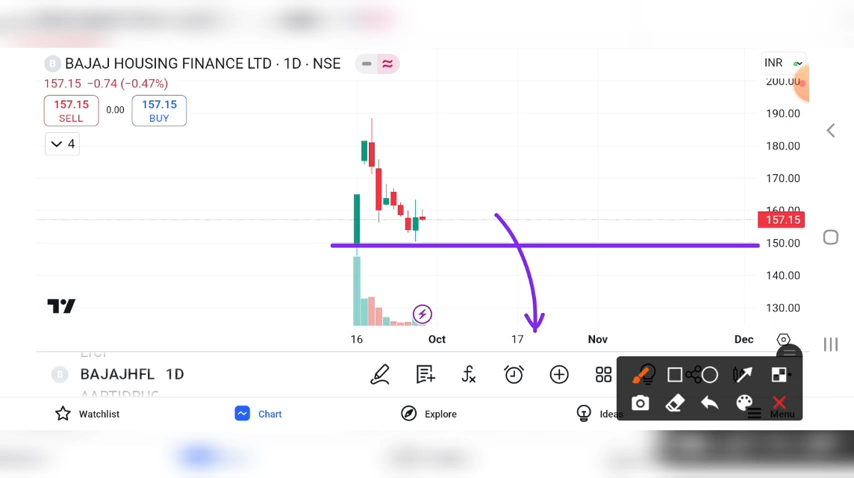 B BAJAJ HOUSING FINANCE LTD · 1D · NSE
INR
157.15 −0.74 (−0.47%)
157.15
SELL
0.00
157.15
BUY
4
200.00
190.00
180.00
170.00
160.00
157.15
150.00
140.00
130.00
16 Oct 17 Nov Dec
B BAJAJHFL 1D
Watchlist
Chart
Explore
Ideas
Menu